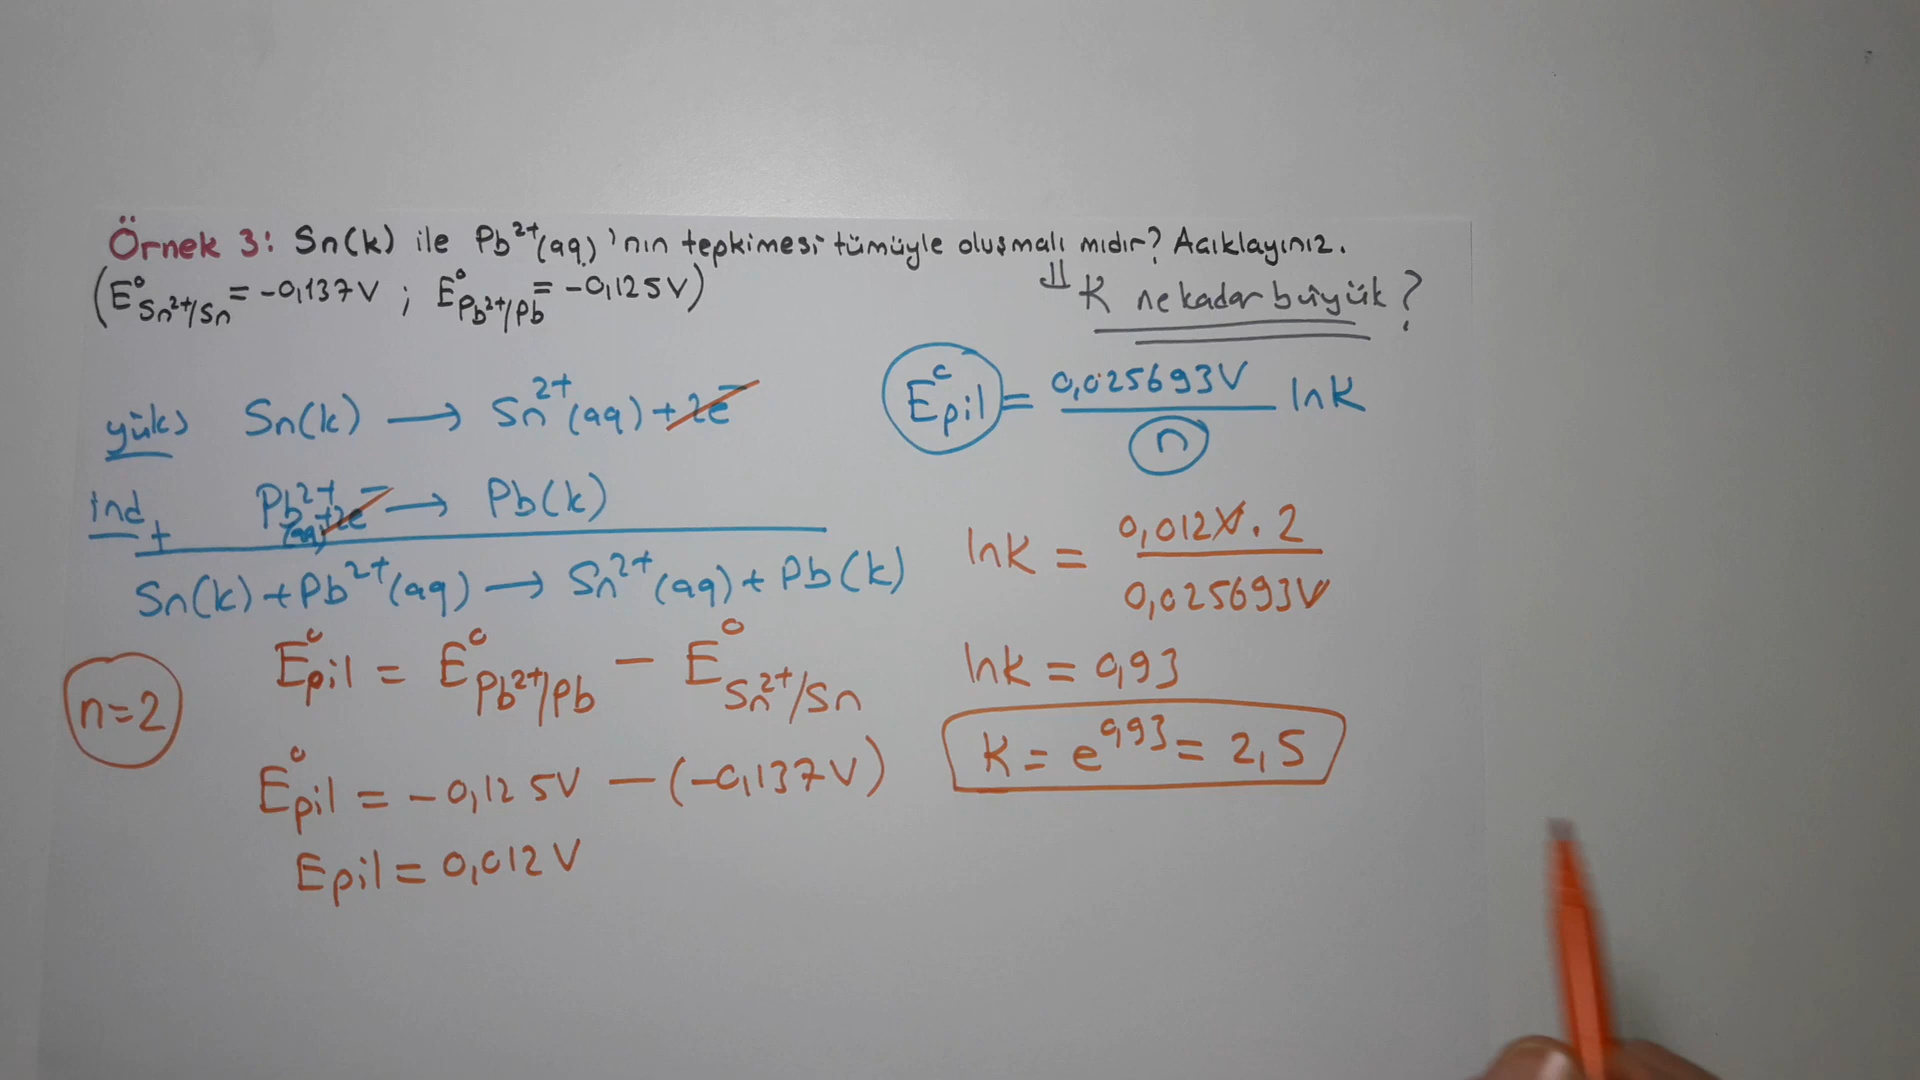 Örnek 3: Sn(k) ile Pb²⁺(aq)'nın tepkimesi tümüyle oluşmalı mıdır? Açıklayınız.
(E°Sn²⁺/Sn = -0,137V ; E°Pb²⁺/Pb = -0,125V)
⇓ K ne kadar büyük?
yüks Sn(k) → Sn²⁺(aq) + 2e⁻
ind Pb²⁺(aq) + 2e⁻ → Pb(k)
+
Sn(k) + Pb²⁺(aq) → Sn²⁺(aq) + Pb(k)
n=2
E°pil = E°Pb²⁺/Pb − E°Sn²⁺/Sn
E°pil = -0,125V − (-0,137V)
Epil = 0,012V
E°pil = 0,025693V / n lnK
lnK = 0,012V . 2 / 0,025693V
lnK = 0,93
K = e^0,93 = 2,5